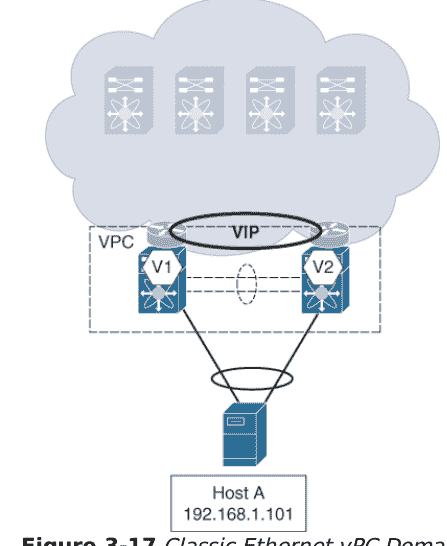 VIP
VPC
V1
V2
Host A
192.168.1.101
Figure 3-17 Classic Ethernet vPC Doma